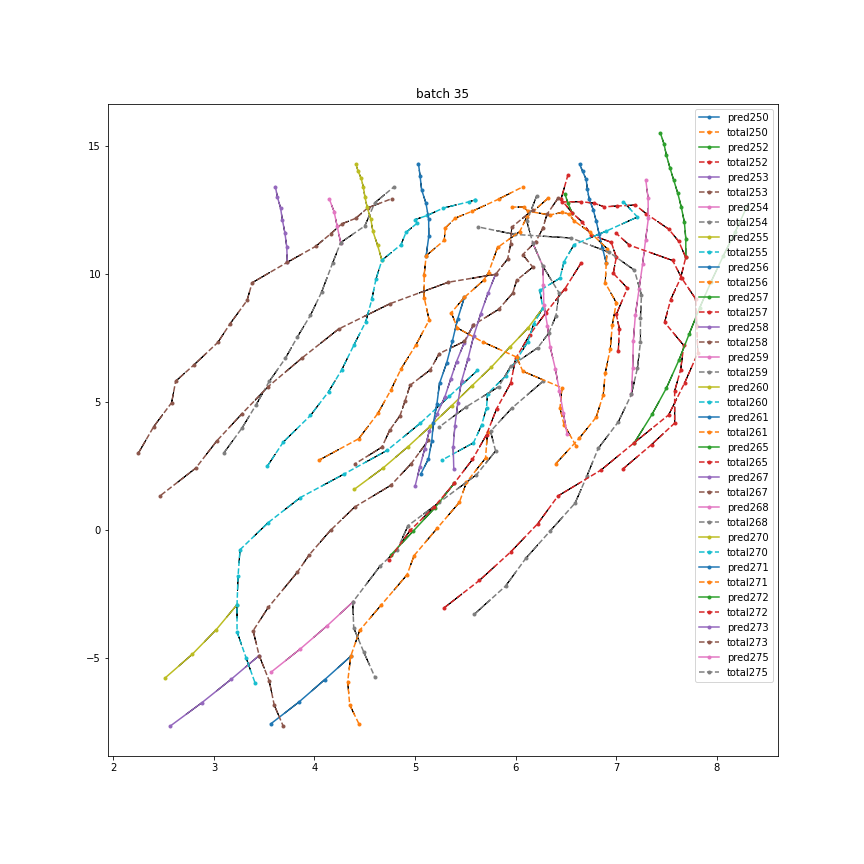 batch 35
15
10
5
0
−5
2
3
4
5
6
7
8
pred250
total250
pred252
total252
pred253
total253
pred254
total254
pred255
total255
pred256
total256
pred257
total257
pred258
total258
pred259
total259
pred260
total260
pred261
total261
pred265
total265
pred267
total267
pred268
total268
pred270
total270
pred271
total271
pred272
total272
pred273
total273
pred275
total275